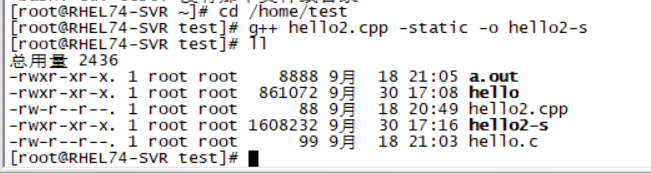 [root@RHEL74-SVR ~]# cd /home/test
[root@RHEL74-SVR test]# g++ hello2.cpp -static -o hello2-s
[root@RHEL74-SVR test]# ll
总用量 2436
-rwxr-xr-x. 1 root root    8888 9月  18 21:05 a.out
-rwxr-xr-x. 1 root root  861072 9月  30 17:08 hello
-rw-r--r--. 1 root root      88 9月  18 20:49 hello2.cpp
-rwxr-xr-x. 1 root root 1608232 9月  30 17:16 hello2-s
-rw-r--r--. 1 root root      99 9月  18 21:03 hello.c
[root@RHEL74-SVR test]#